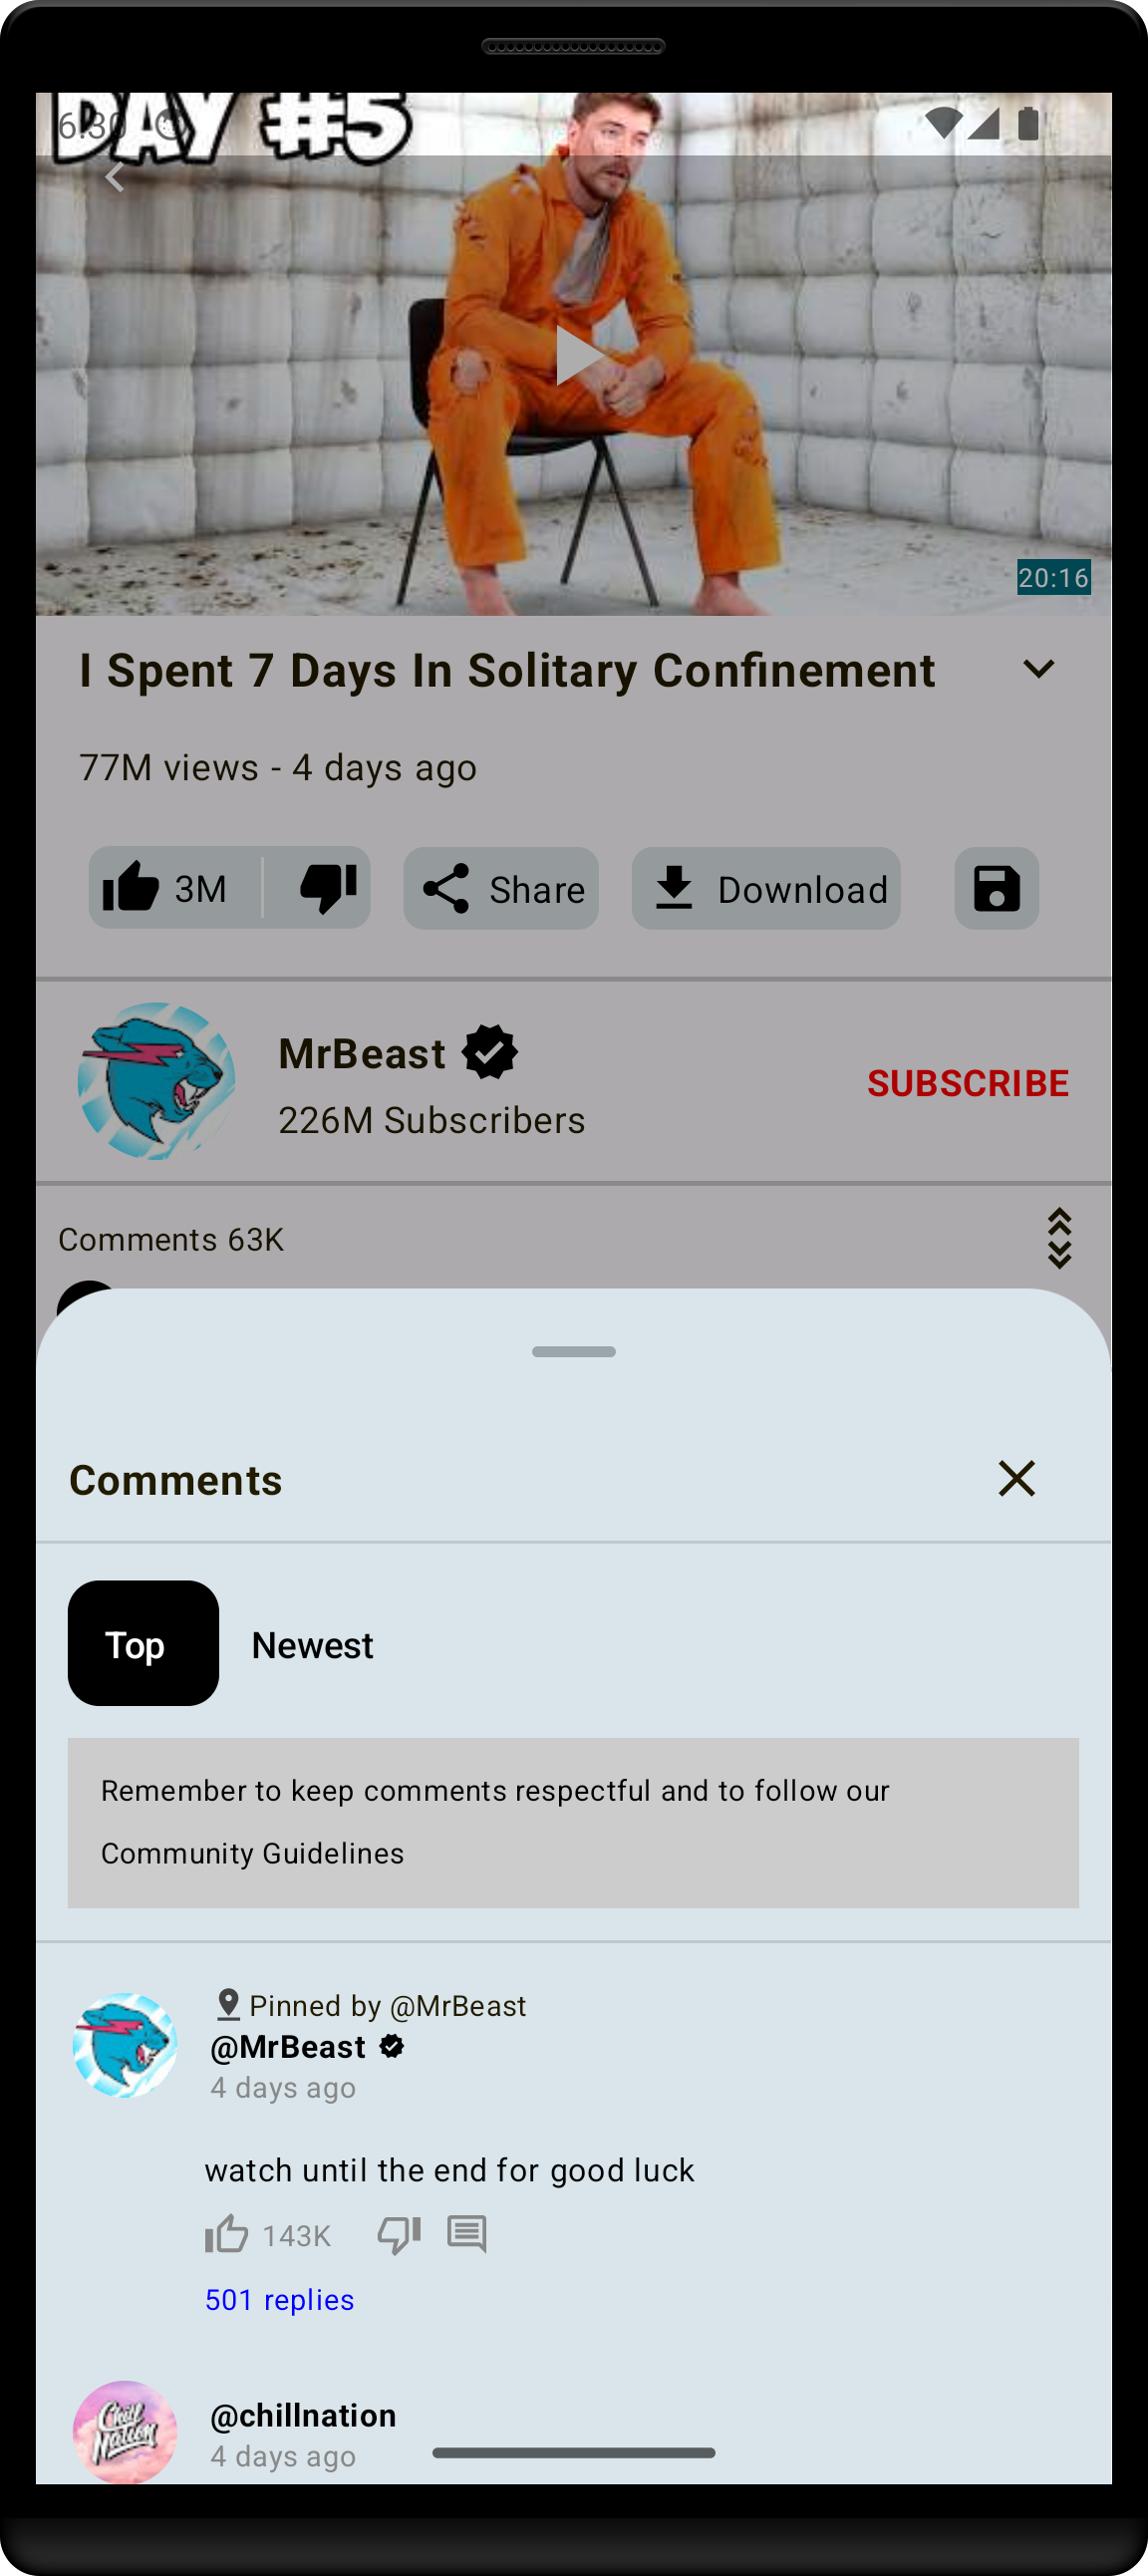 DAY #5
6:30
20:16
I Spent 7 Days In Solitary Confinement
77M views - 4 days ago
3M
Share
Download
MrBeast
226M Subscribers
SUBSCRIBE
Comments 63K
Comments
Top
Newest
Remember to keep comments respectful and to follow our
Community Guidelines
Pinned by @MrBeast
@MrBeast
4 days ago
watch until the end for good luck
143K
501 replies
Chill
Nation
@chillnation
4 days ago